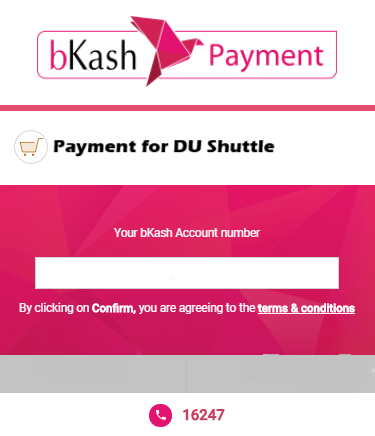 bKash Payment
Payment for DU Shuttle
Your bKash Account number
By clicking on Confirm, you are agreeing to the terms & conditions
16247